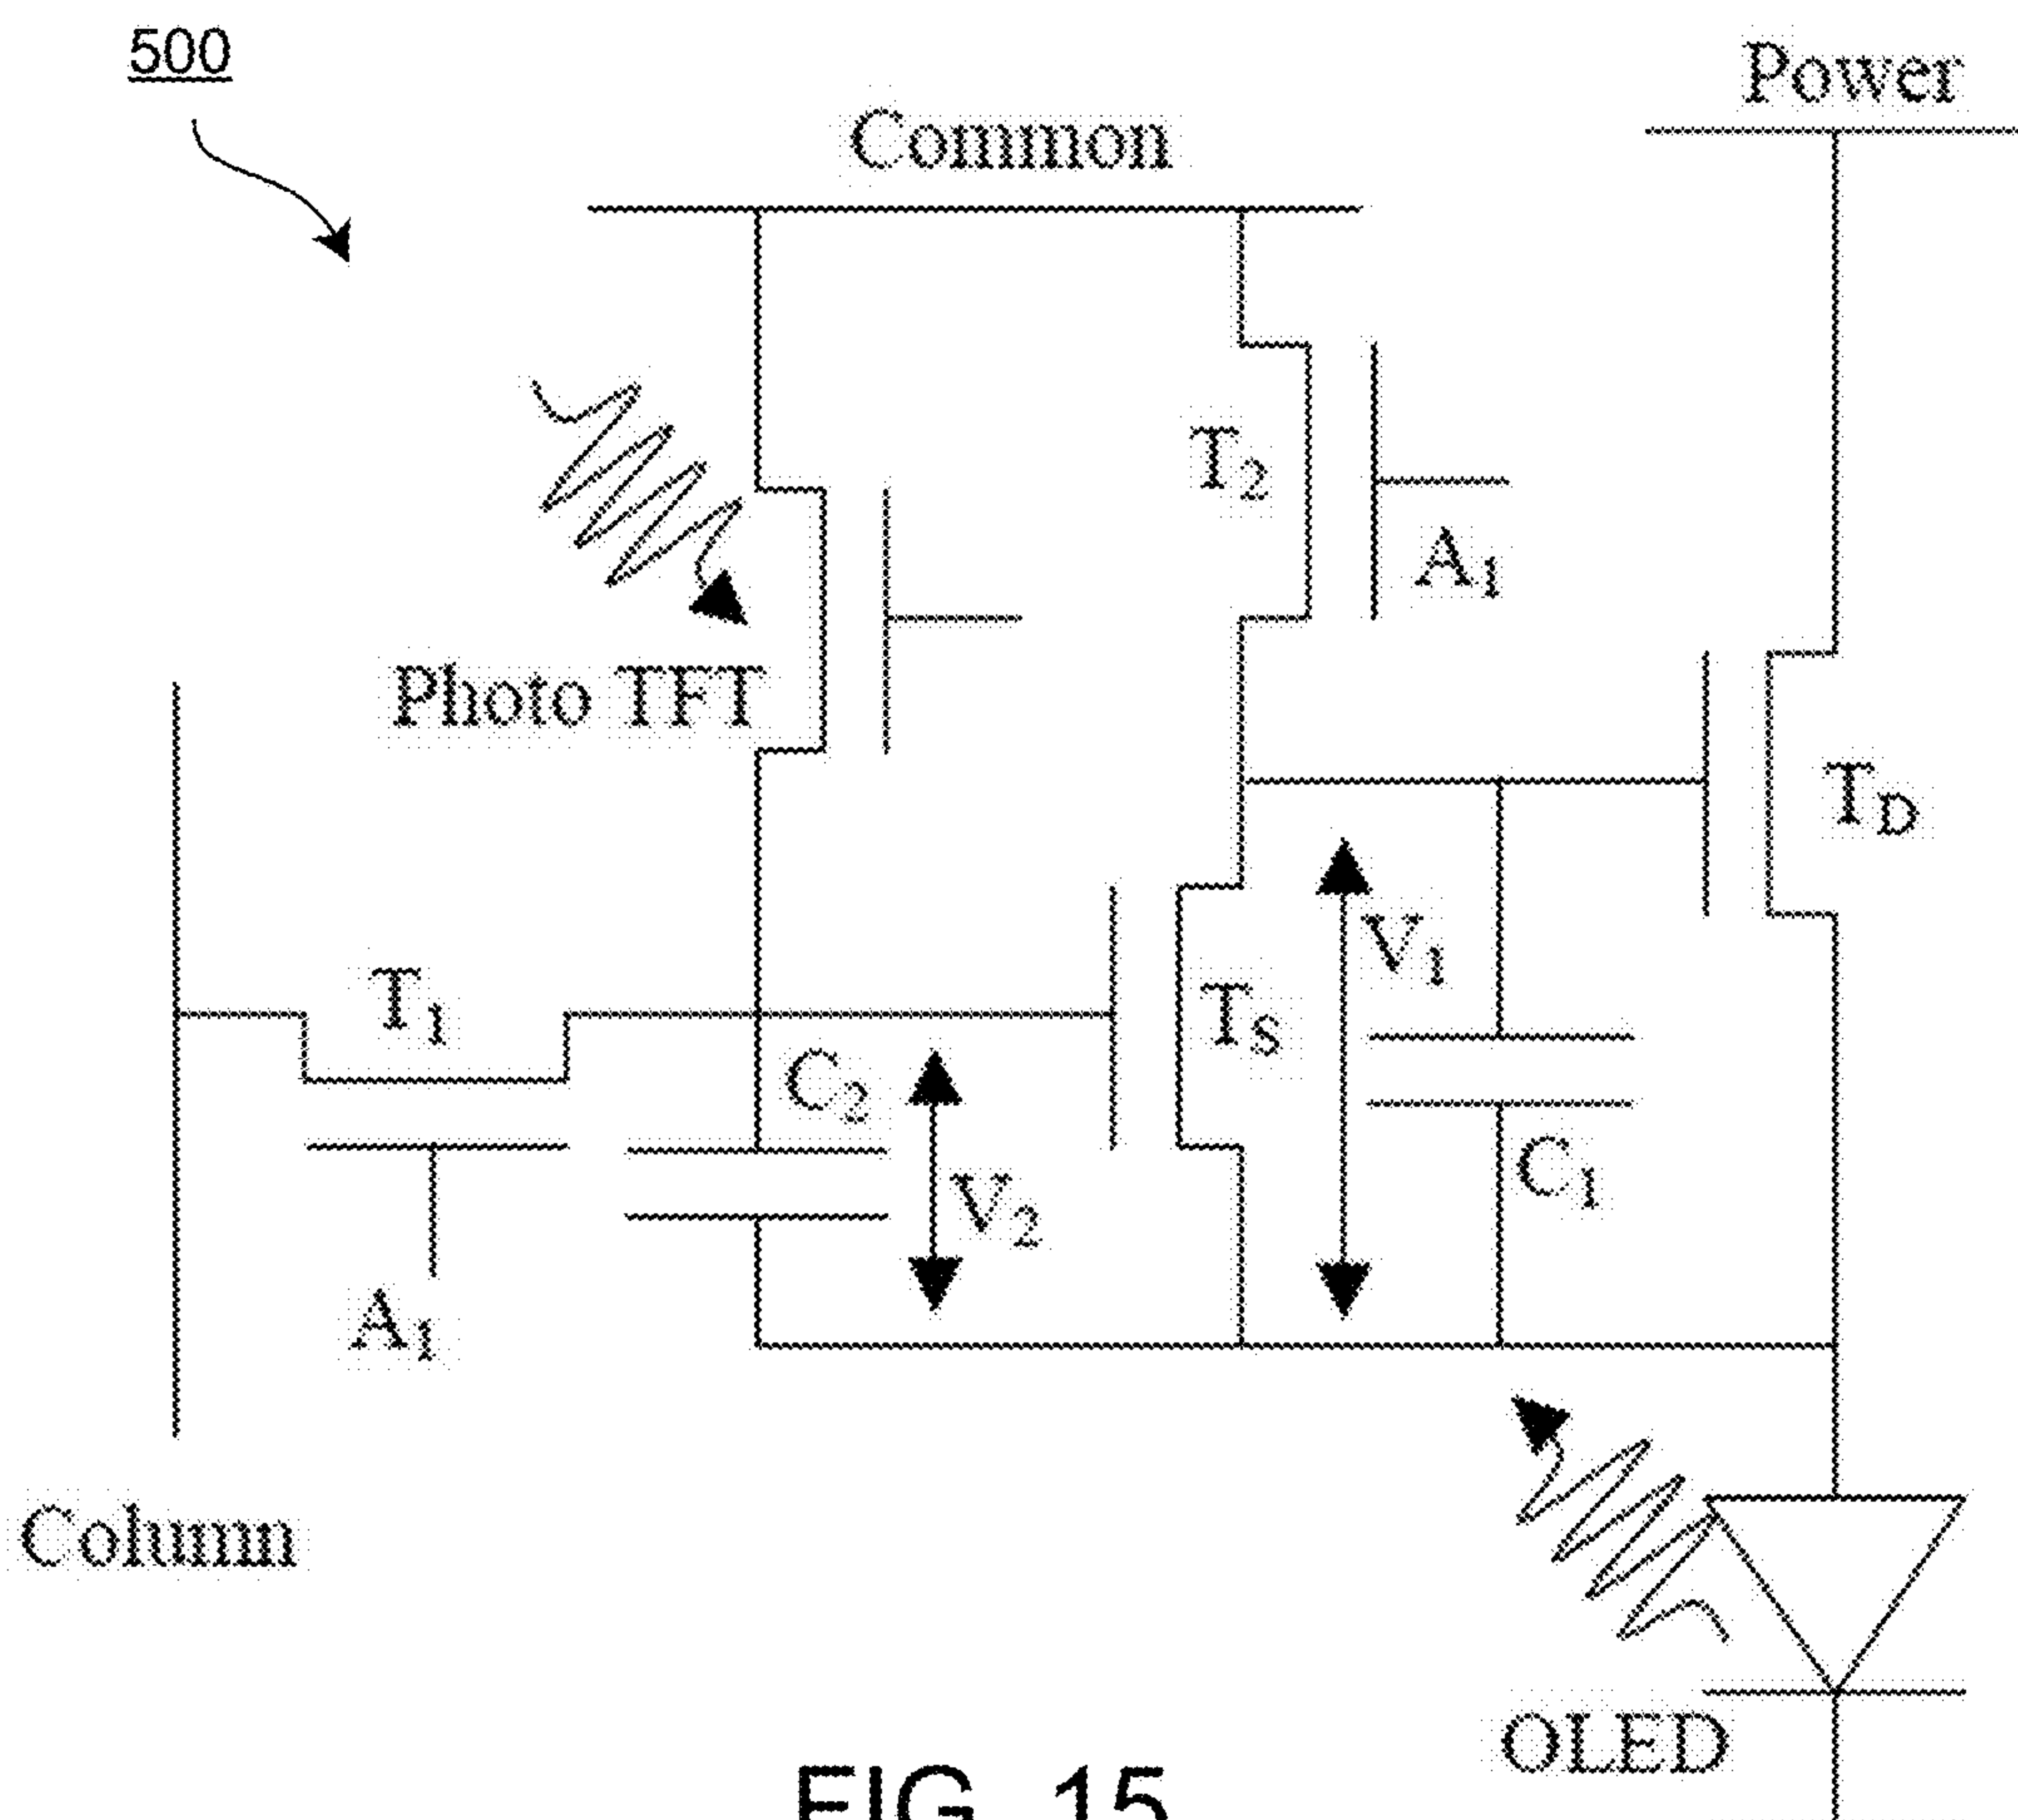 500
Power
Common
T2
A1
Photo TFT
TD
V1
T1
TS
C2
C1
V2
A1
Column
OLED
FIG. 15